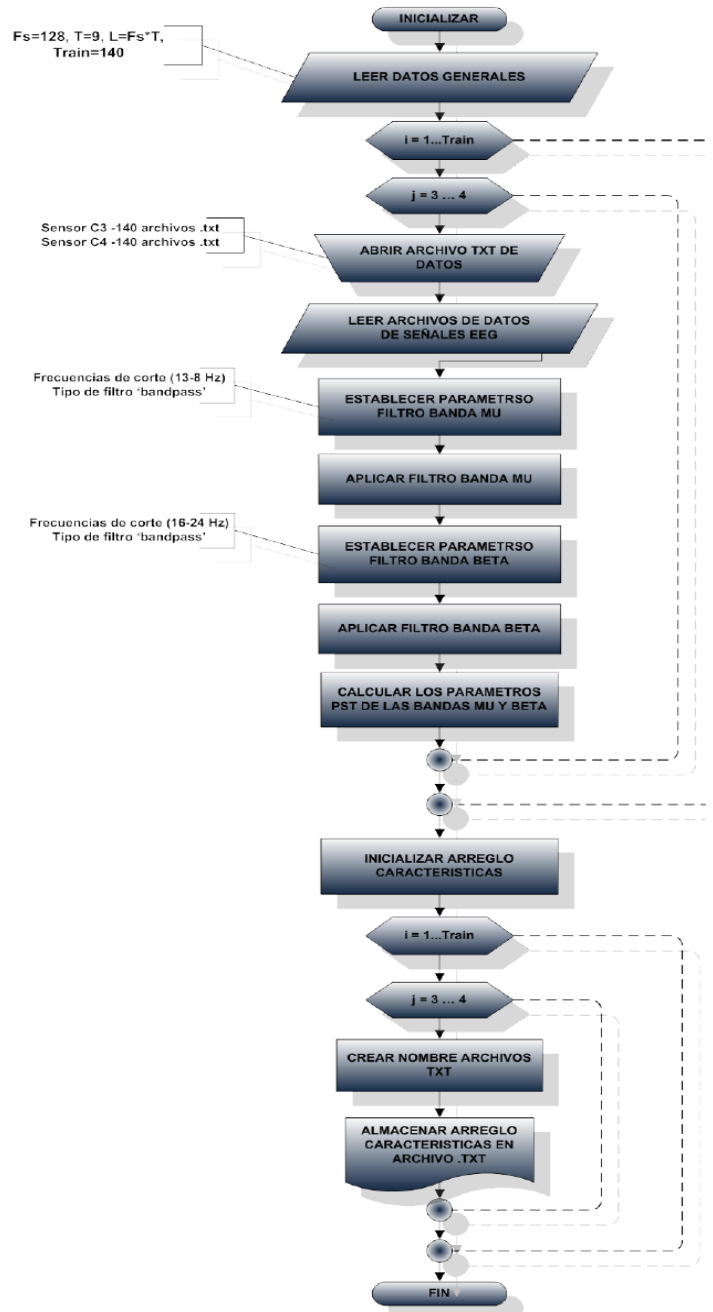 INICIALIZAR
Fs=128, T=9, L=Fs*T,
Train=140
LEER DATOS GENERALES
i = 1...Train
j = 3 ... 4
Sensor C3 -140 archivos .txt
Sensor C4 -140 archivos .txt
ABRIR ARCHIVO TXT DE
DATOS
LEER ARCHIVOS DE DATOS
DE SEÑALES EEG
Frecuencias de corte (13-8 Hz)
Tipo de filtro ‘bandpass’
ESTABLECER PARAMETRSO
FILTRO BANDA MU
APLICAR FILTRO BANDA MU
Frecuencias de corte (16-24 Hz)
Tipo de filtro ‘bandpass’
ESTABLECER PARAMETRSO
FILTRO BANDA BETA
APLICAR FILTRO BANDA BETA
CALCULAR LOS PARAMETROS
PST DE LAS BANDAS MU Y BETA
INICIALIZAR ARREGLO
CARACTERISTICAS
i = 1...Train
j = 3 ... 4
CREAR NOMBRE ARCHIVOS
TXT
ALMACENAR ARREGLO
CARACTERISTICAS EN
ARCHIVO .TXT
FIN